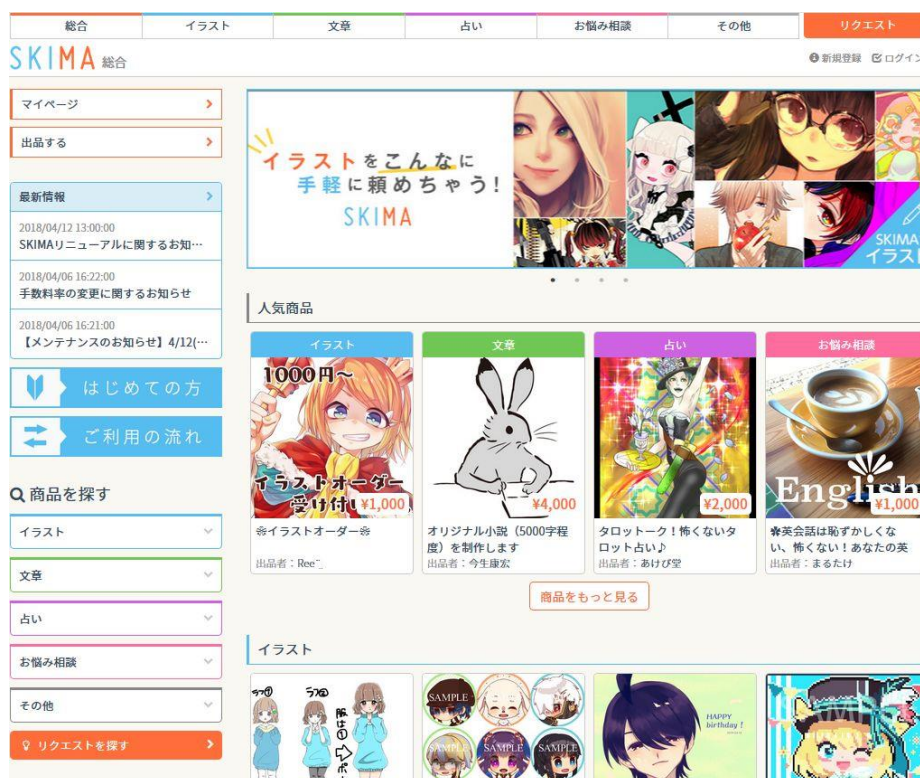 総合
イラスト
文章
占い
お悩み相談
その他
リクエスト
SKIMA 総合
新規登録 ログイン
マイページ
出品する
最新情報
2018/04/12 13:00:00
SKIMAリニューアルに関するお知…
2018/04/06 16:22:00
手数料率の変更に関するお知らせ
2018/04/06 16:21:00
【メンテナンスのお知らせ】4/12(…
はじめての方
ご利用の流れ
商品を探す
イラスト
文章
占い
お悩み相談
その他
リクエストを探す
イラストをこんなに
手軽に頼めちゃう!
SKIMA
SKIMA
イラス
人気商品
イラスト
1000円〜
イラストオーダー
受け付け
¥1,000
❊イラストオーダー❊
出品者：Ree
文章
¥4,000
オリジナル小説（5000字程
度）を制作します
出品者：今生康宏
占い
¥2,000
タロットーク！怖くないタ
ロット占い♪
出品者：あけび堂
お悩み相談
English
¥1,000
✽英会話は恥ずかしくな
い、怖くない！あなたの英
出品者：まるたけ
商品をもっと見る
イラスト
ラフ①
ラフ②
服は①
SAMPLE
SAMPLE
SAMPLE
SAMPLE
HAPPY
birthday !